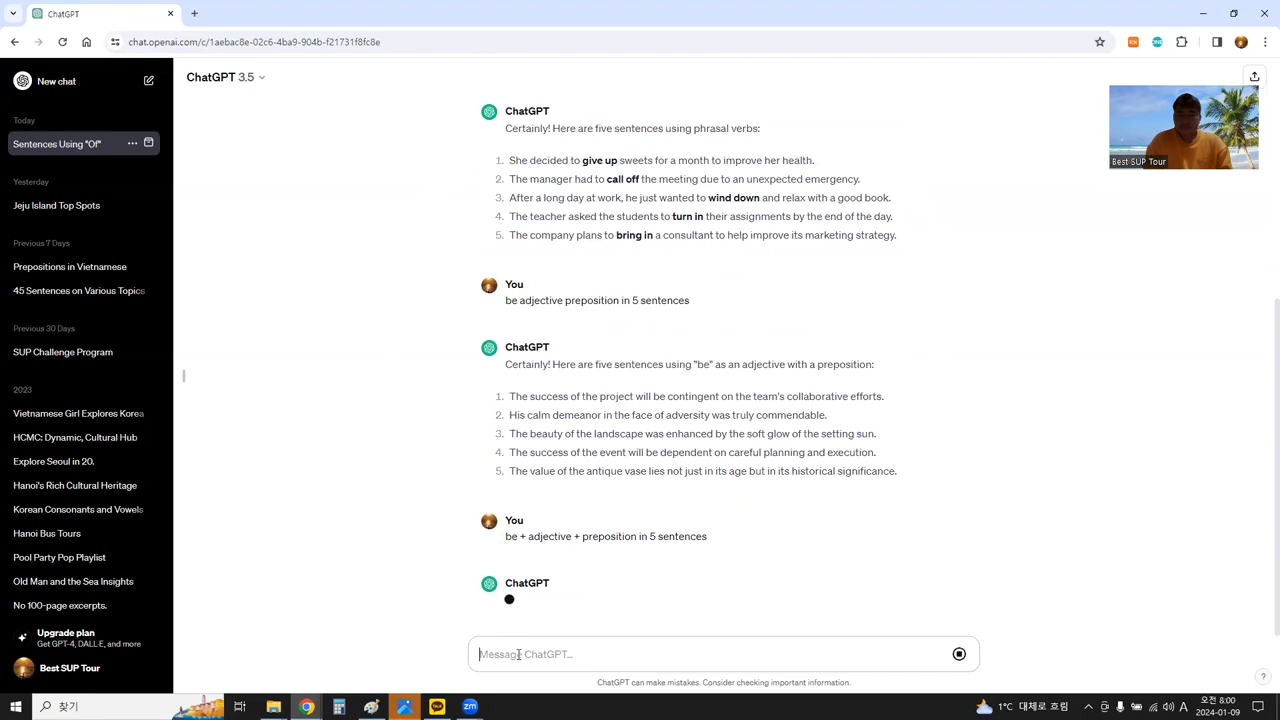 ChatGPT
chat.openai.com/c/1aebac8e-02c6-4ba9-904b-f21731f8fc8e
New chat
Today
Sentences Using "Of"
Yesterday
Jeju Island Top Spots
Previous 7 Days
Prepositions in Vietnamese
45 Sentences on Various Topics
Previous 30 Days
SUP Challenge Program
2023
Vietnamese Girl Explores Korea
HCMC: Dynamic, Cultural Hub
Explore Seoul in 20.
Hanoi's Rich Cultural Heritage
Korean Consonants and Vowels
Hanoi Bus Tours
Pool Party Pop Playlist
Old Man and the Sea Insights
No 100-page excerpts.
Upgrade plan
Get GPT-4, DALL·E, and more
Best SUP Tour
ChatGPT 3.5
Best SUP Tour
ChatGPT
Certainly! Here are five sentences using phrasal verbs:
1. She decided to give up sweets for a month to improve her health.
2. The manager had to call off the meeting due to an unexpected emergency.
3. After a long day at work, he just wanted to wind down and relax with a good book.
4. The teacher asked the students to turn in their assignments by the end of the day.
5. The company plans to bring in a consultant to help improve its marketing strategy.
You
be adjective preposition in 5 sentences
ChatGPT
Certainly! Here are five sentences using "be" as an adjective with a preposition:
1. The success of the project will be contingent on the team's collaborative efforts.
2. His calm demeanor in the face of adversity was truly commendable.
3. The beauty of the landscape was enhanced by the soft glow of the setting sun.
4. The success of the event will be dependent on careful planning and execution.
5. The value of the antique vase lies not just in its age but in its historical significance.
You
be + adjective + preposition in 5 sentences
ChatGPT
Message ChatGPT...
ChatGPT can make mistakes. Consider checking important information.
?
찾기
1°C 대체로 흐림
A
오전 8:00
2024-01-09